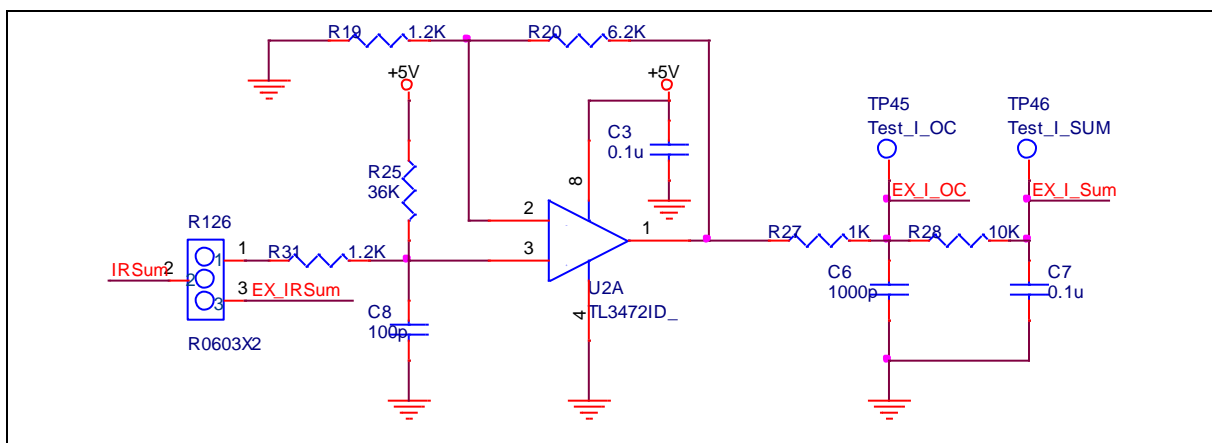 R19 1.2K R20 6.2K
+5V +5V
TP45 TP46
Test_I_OC Test_I_SUM
C3
0.1u
R25
36K
8
EX_I_OC EX_I_Sum
R126
2 1
1 R31 1.2K 3 R27 1K R28 10K
IRSum 2 1
2
3 EX_IRSum
3
C6 C7
1000p 0.1u
U2A
TL3472ID_
4
C8
100p
R0603X2